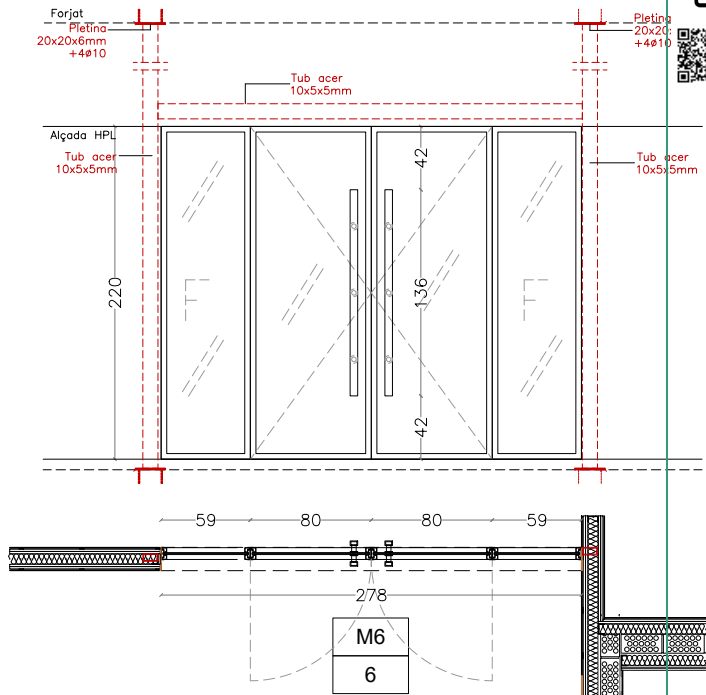 Forjat
Pletina
20x20x6mm
+4ø10
Pletina
20x20:
+4ø10
Tub acer
10x5x5mm
Alçada HPL
Tub acer
10x5x5mm
Tub acer
10x5x5mm
42
220
136
F
F
42
59
80
80
59
278
M6
6